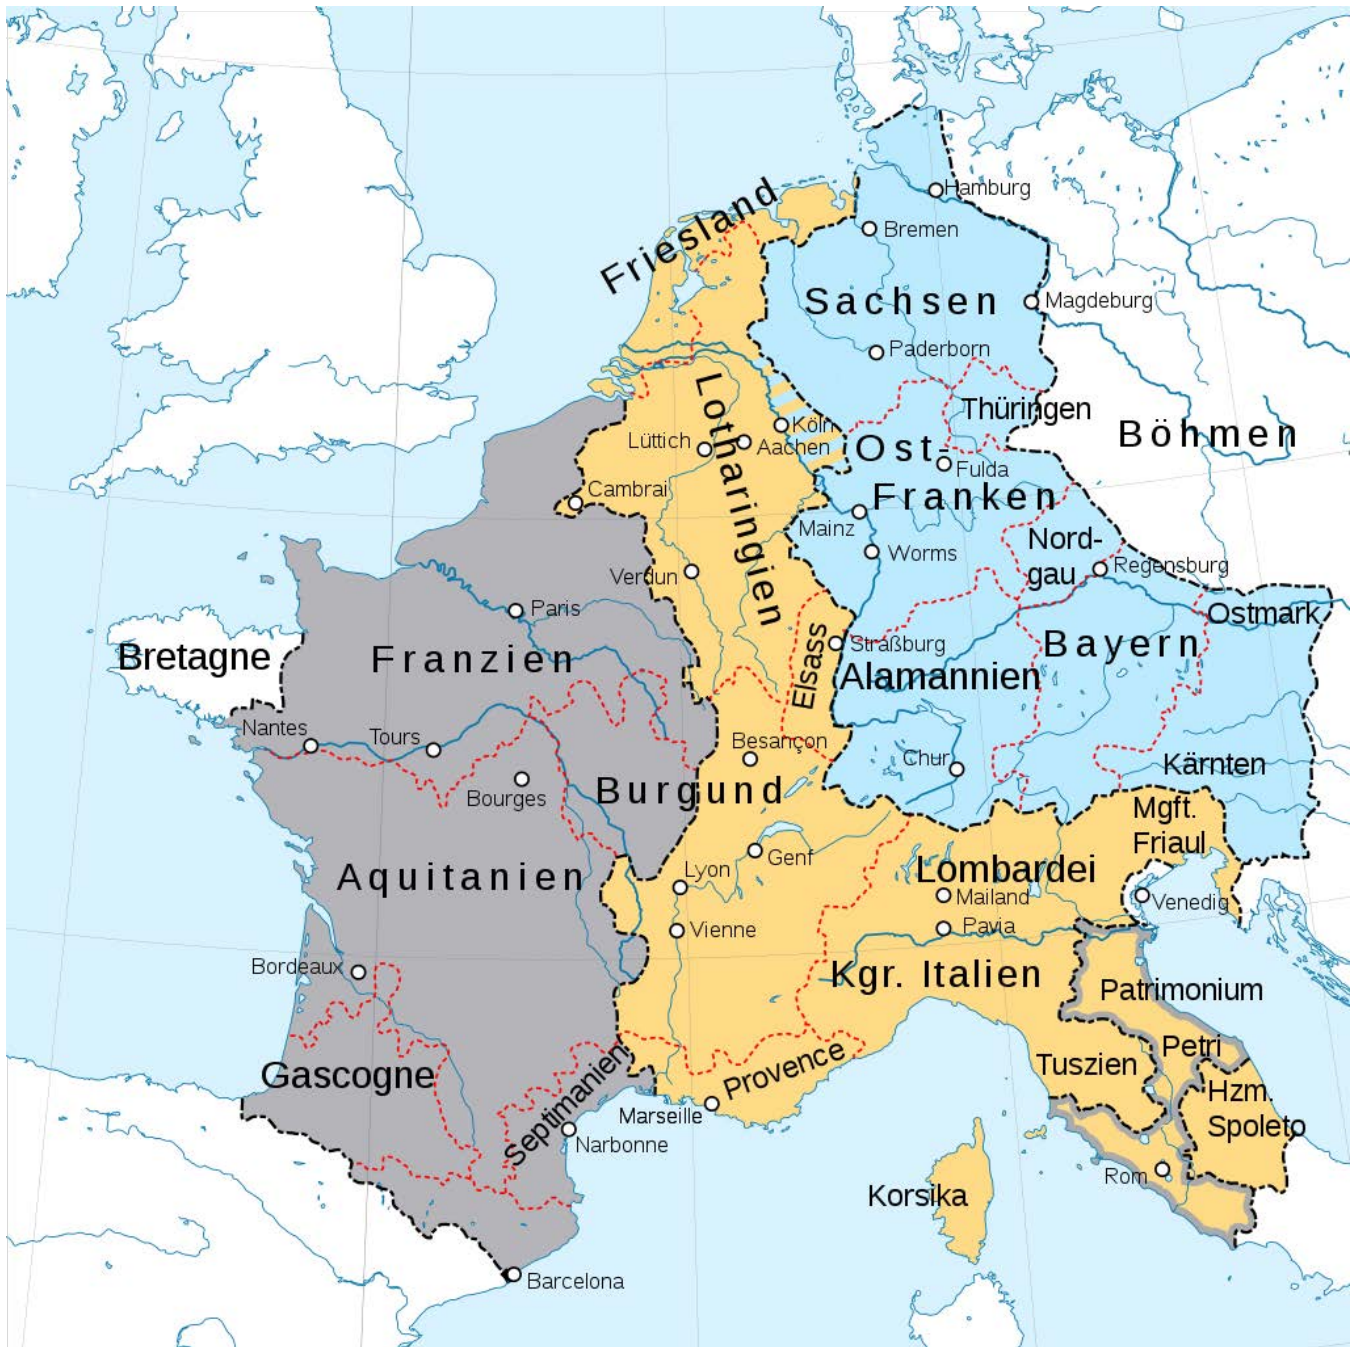 Friesland
Hamburg
Bremen
Sachsen
Magdeburg
Paderborn
Thüringen
Lotharingien
Köln
Lüttich
Aachen
Böhmen
Ost-
Fulda
Franken
Cambrai
Mainz
Worms
Nord-
gau
Regensburg
Verdun
Paris
Ostmark
Bretagne
Franzien
Elsass
Straßburg
Bayern
Alamannien
Nantes
Tours
Besançon
Chur
Kärnten
Bourges
Burgund
Mgft.
Friaul
Genf
Lyon
Lombardei
Aquitanien
Mailand
Venedig
Vienne
Pavia
Bordeaux
Kgr. Italien
Patrimonium
Petri
Gascogne
Septimanien
Provence
Tuszien
Hzm.
Spoleto
Marseille
Narbonne
Rom
Korsika
Barcelona